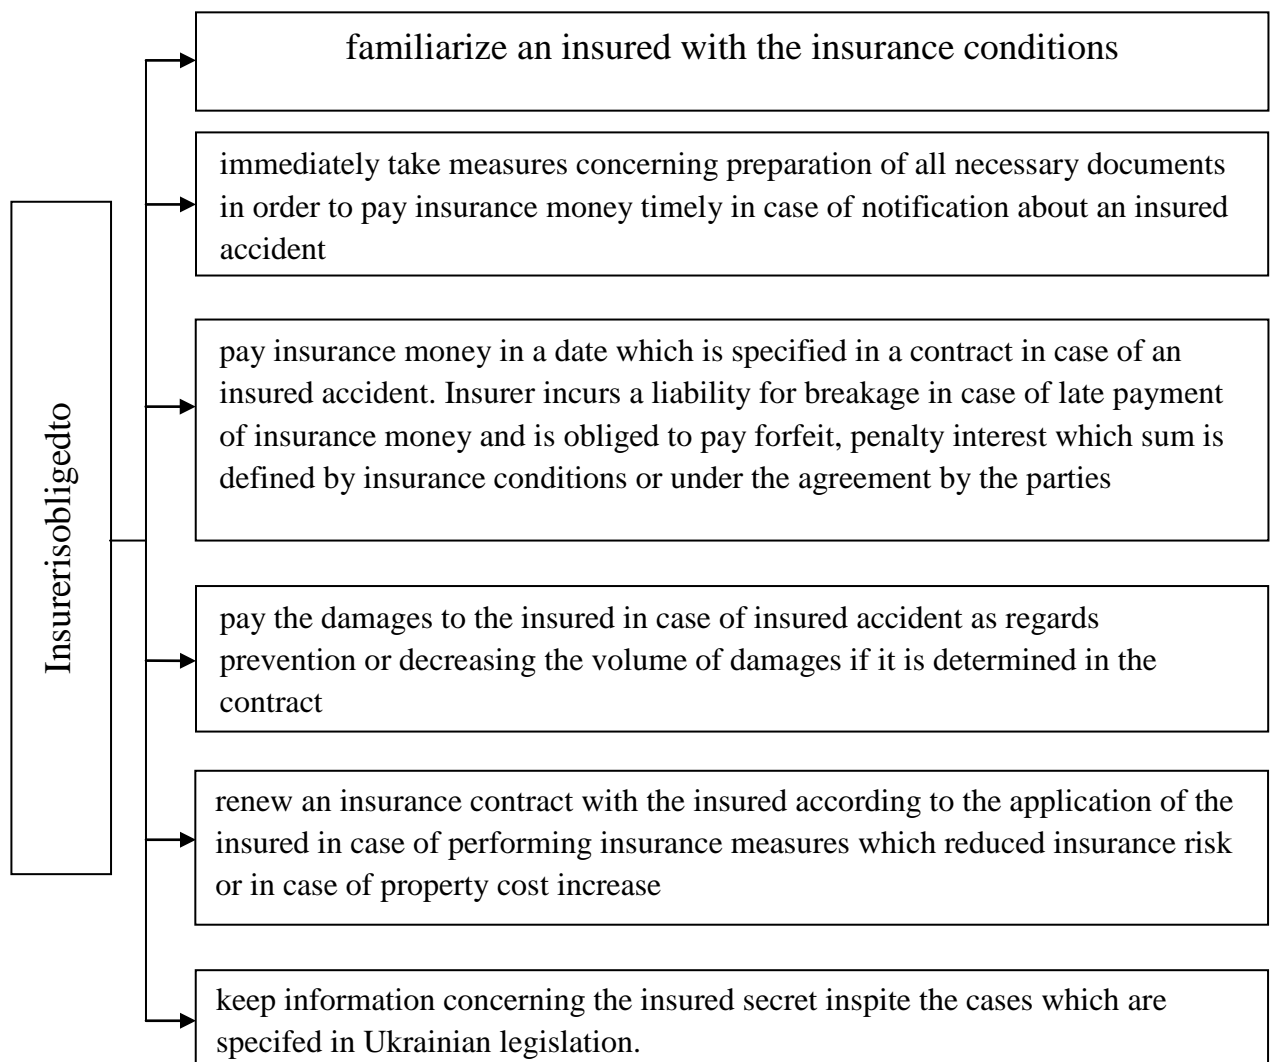 Insurerisobligedto
familiarize an insured with the insurance conditions
immediately take measures concerning preparation of all necessary documents
in order to pay insurance money timely in case of notification about an insured
accident
pay insurance money in a date which is specified in a contract in case of an
insured accident. Insurer incurs a liability for breakage in case of late payment
of insurance money and is obliged to pay forfeit, penalty interest which sum is
defined by insurance conditions or under the agreement by the parties
pay the damages to the insured in case of insured accident as regards
prevention or decreasing the volume of damages if it is determined in the
contract
renew an insurance contract with the insured according to the application of the
insured in case of performing insurance measures which reduced insurance risk
or in case of property cost increase
keep information concerning the insured secret inspite the cases which are
specifed in Ukrainian legislation.